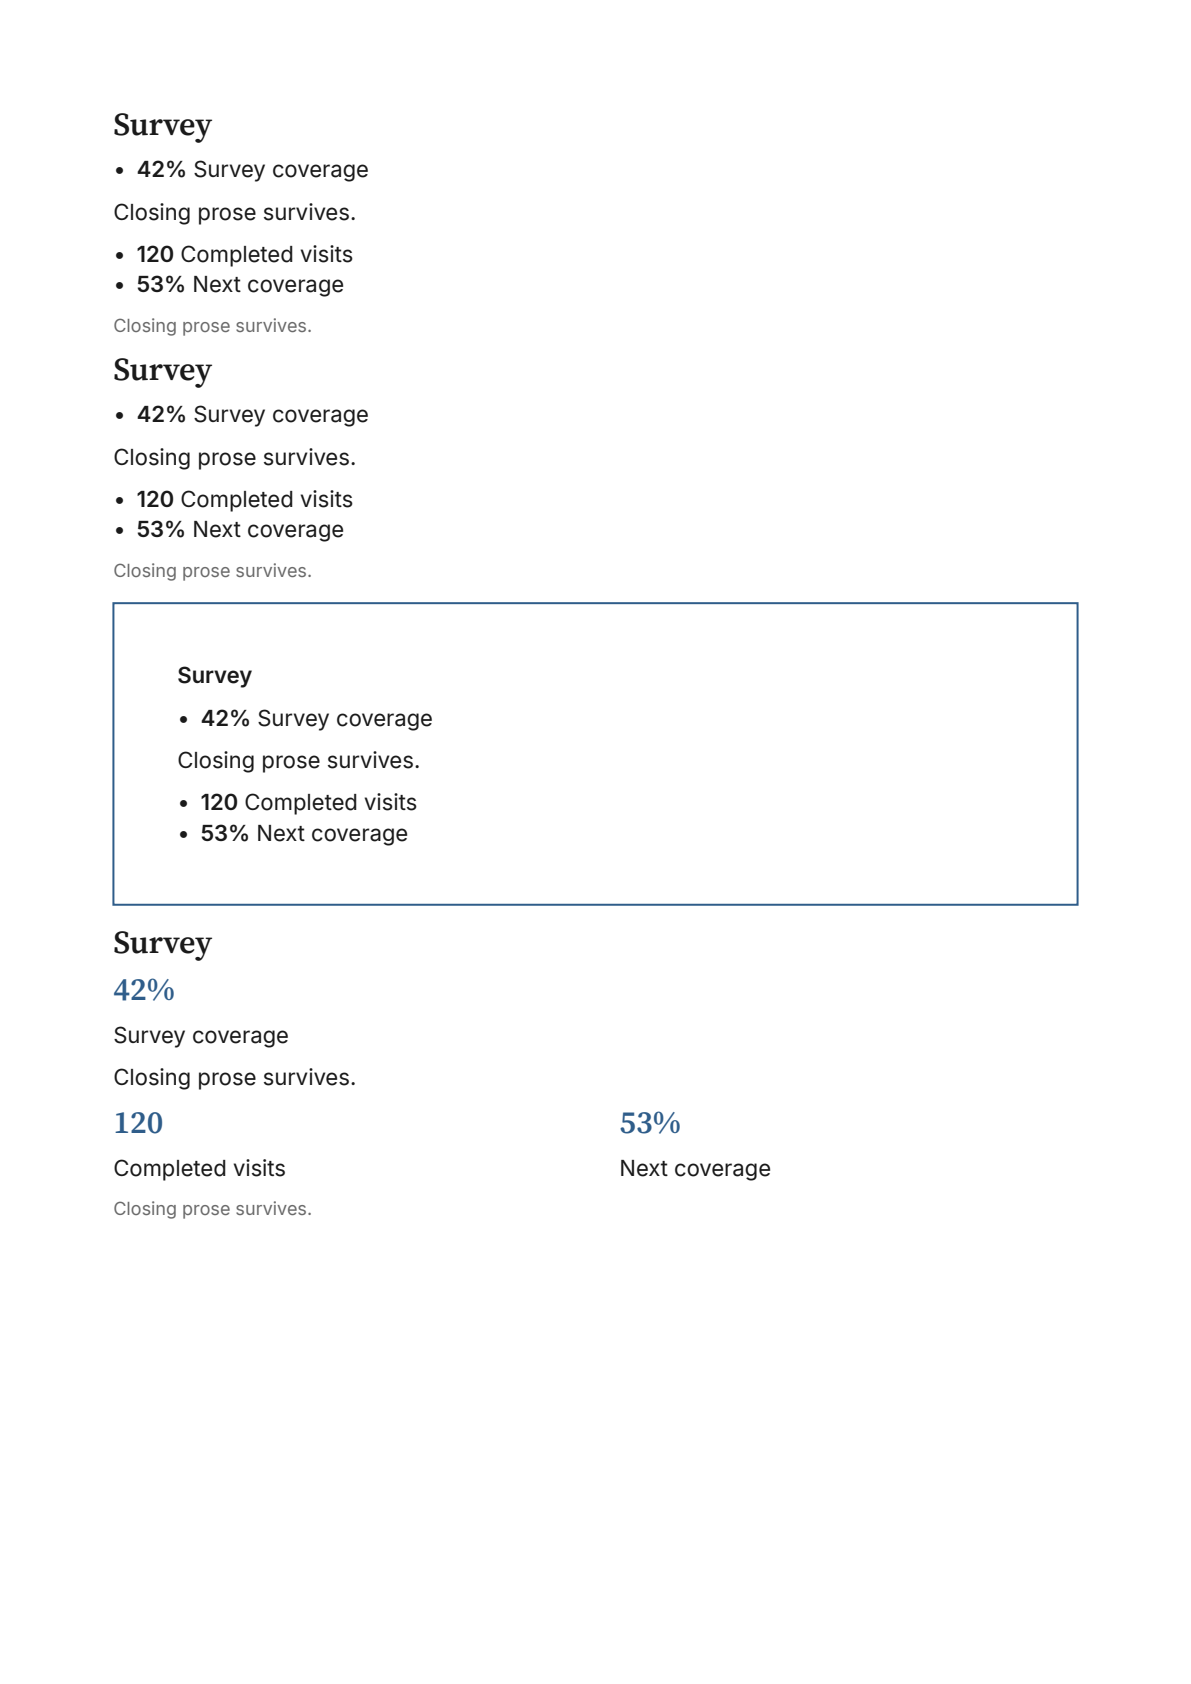 Survey
• 42% Survey coverage
Closing prose survives.
• 120 Completed visits
• 53% Next coverage
Closing prose survives.
Survey
• 42% Survey coverage
Closing prose survives.
• 120 Completed visits
• 53% Next coverage
Closing prose survives.
Survey
• 42% Survey coverage
Closing prose survives.
• 120 Completed visits
• 53% Next coverage
Survey
42%
Survey coverage
Closing prose survives.
120
Completed visits
53%
Next coverage
Closing prose survives.